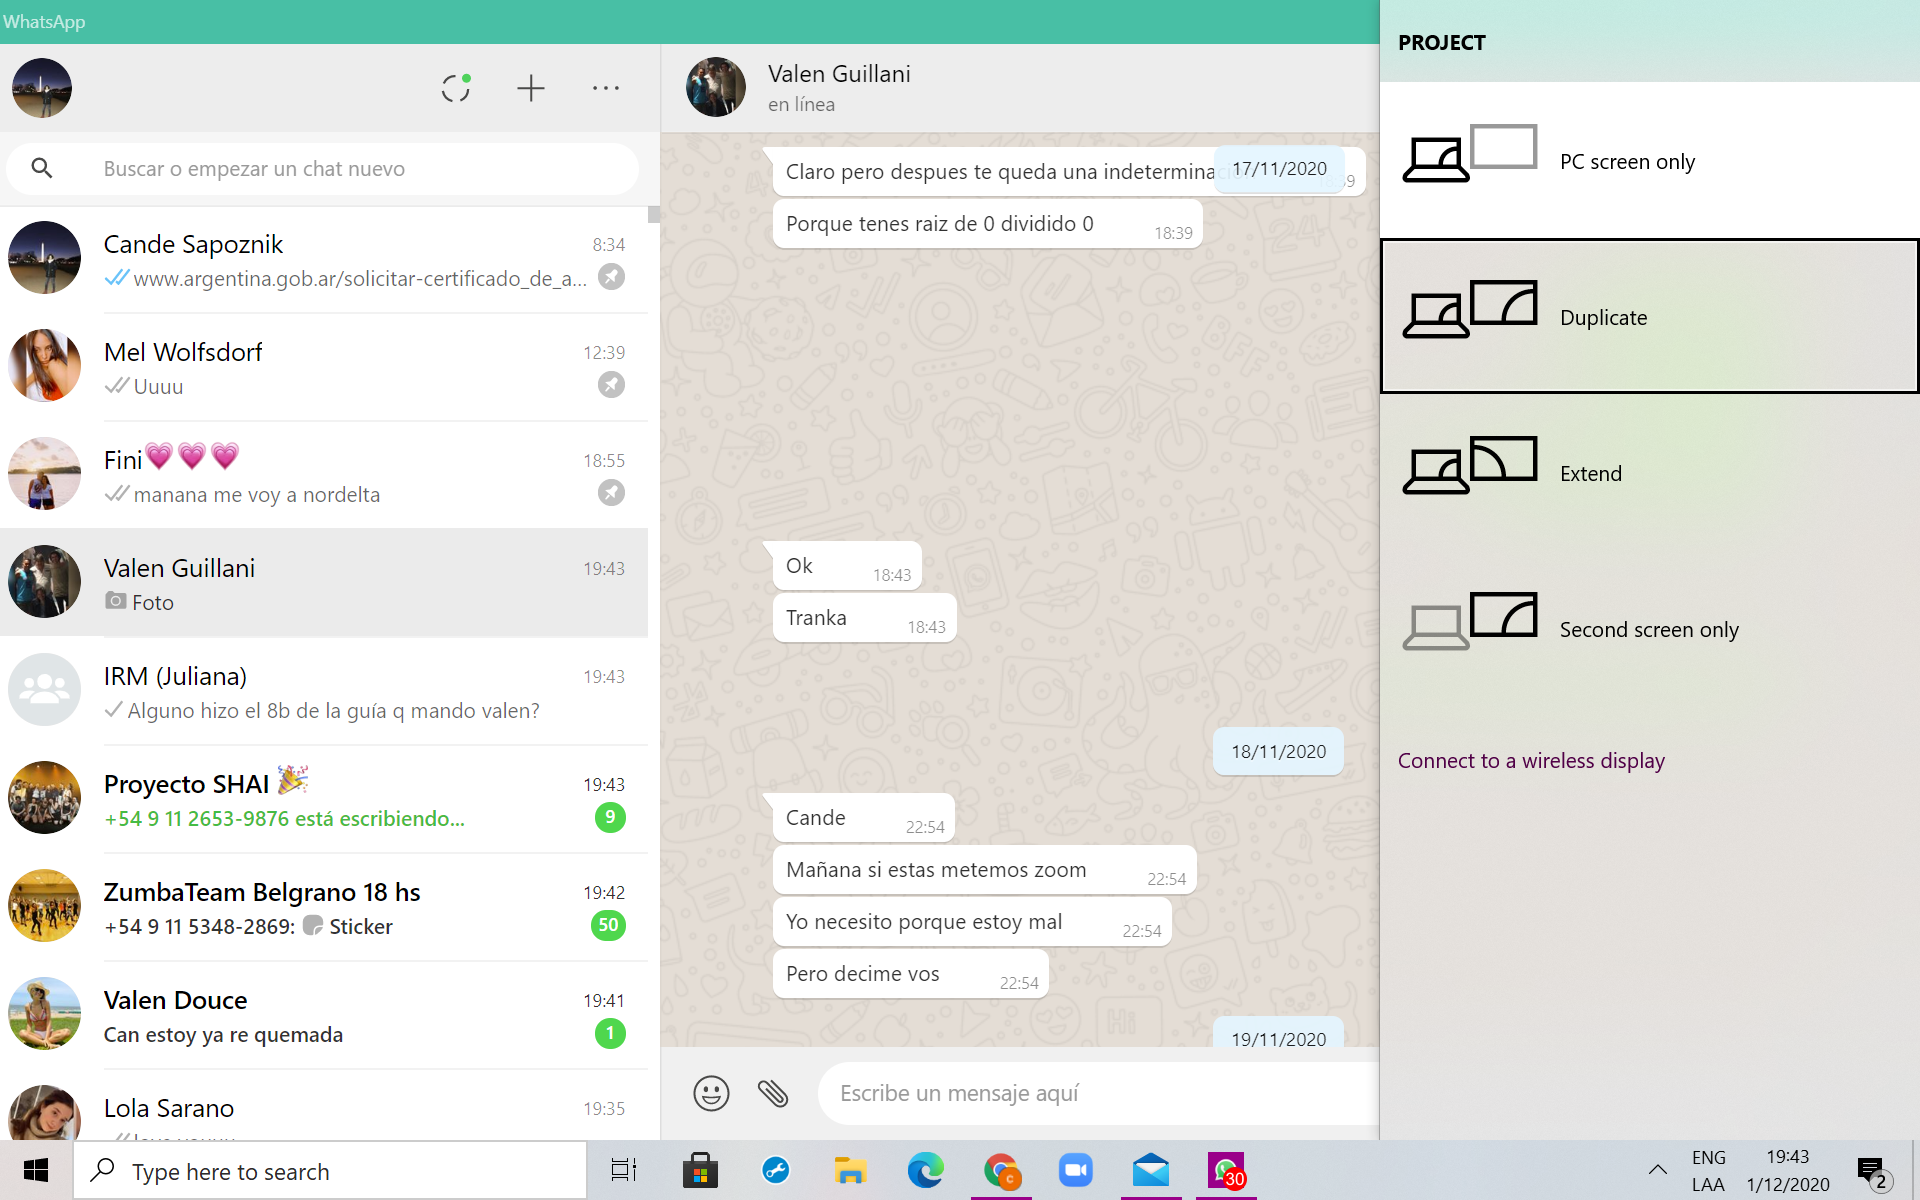 WhatsApp
Buscar o empezar un chat nuevo
Cande Sapoznik 8:34
www.argentina.gob.ar/solicitar-certificado_de_a...
Mel Wolfsdorf 12:39
Uuuu
Fini💗💗💗 18:55
manana me voy a nordelta
Valen Guillani 19:43
Foto
IRM (Juliana) 19:43
Alguno hizo el 8b de la guía q mando valen?
Proyecto SHAI 🎉 19:43
+54 9 11 2653-9876 está escribiendo... 9
ZumbaTeam Belgrano 18 hs 19:42
+54 9 11 5348-2869: Sticker 50
Valen Douce 19:41
Can estoy ya re quemada 1
Lola Sarano 19:35
Valen Guillani
en línea
17/11/2020
Claro pero despues te queda una
Porque tenes raiz de 0 dividido 0 18:39
Ok 18:43
Tranka 18:43
18/11/2020
Cande 22:54
Mañana si estas metemos zoom 22:54
Yo necesito porque estoy mal 22:54
Pero decime vos 22:54
19/11/2020
Escribe un mensaje aquí
PROJECT
PC screen only
Duplicate
Extend
Second screen only
Connect to a wireless display
Type here to search
C
30
ENG
LAA
19:43
1/12/2020
2